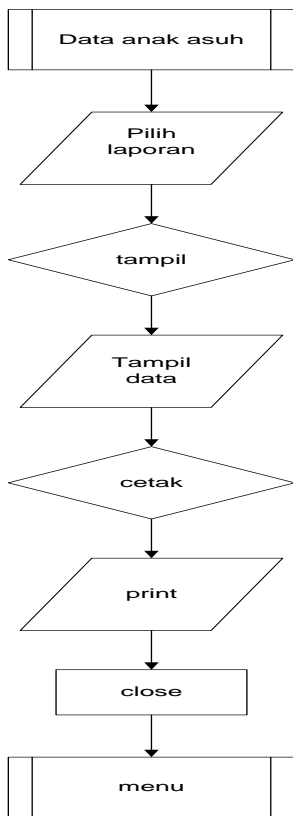 Data anak asuh
Pilih
laporan
tampil
Tampil
data
cetak
print
close
menu